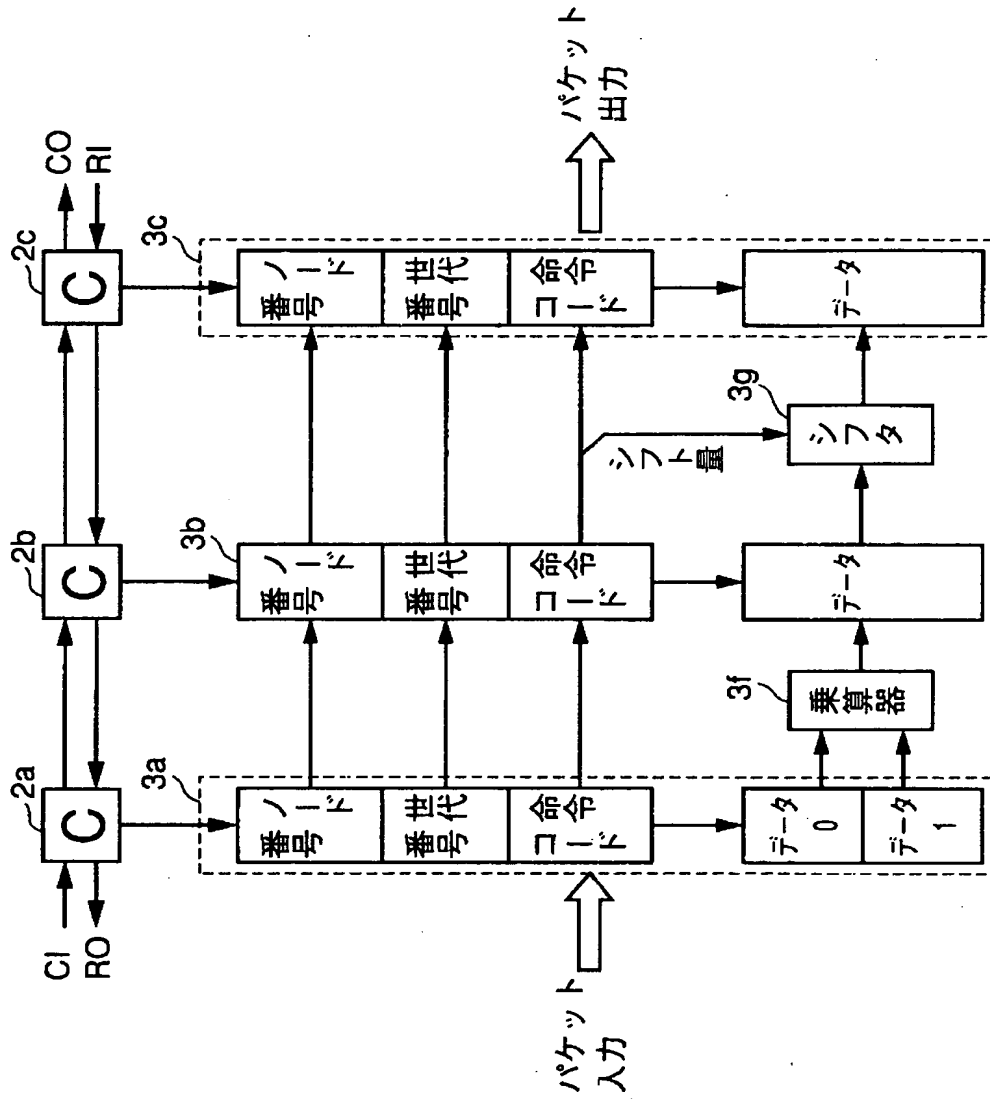 CI
RO
2a
C
2b
C
2c
C
CO
RI
3a
ノード
番号
世代
番号
命令
コード
データ
0
データ
1
3b
ノード
番号
世代
番号
命令
コード
データ
3c
ノード
番号
世代
番号
命令
コード
データ
3f
乗算器
3g
シフタ
シフト量
パケット
入力
パケット
出力